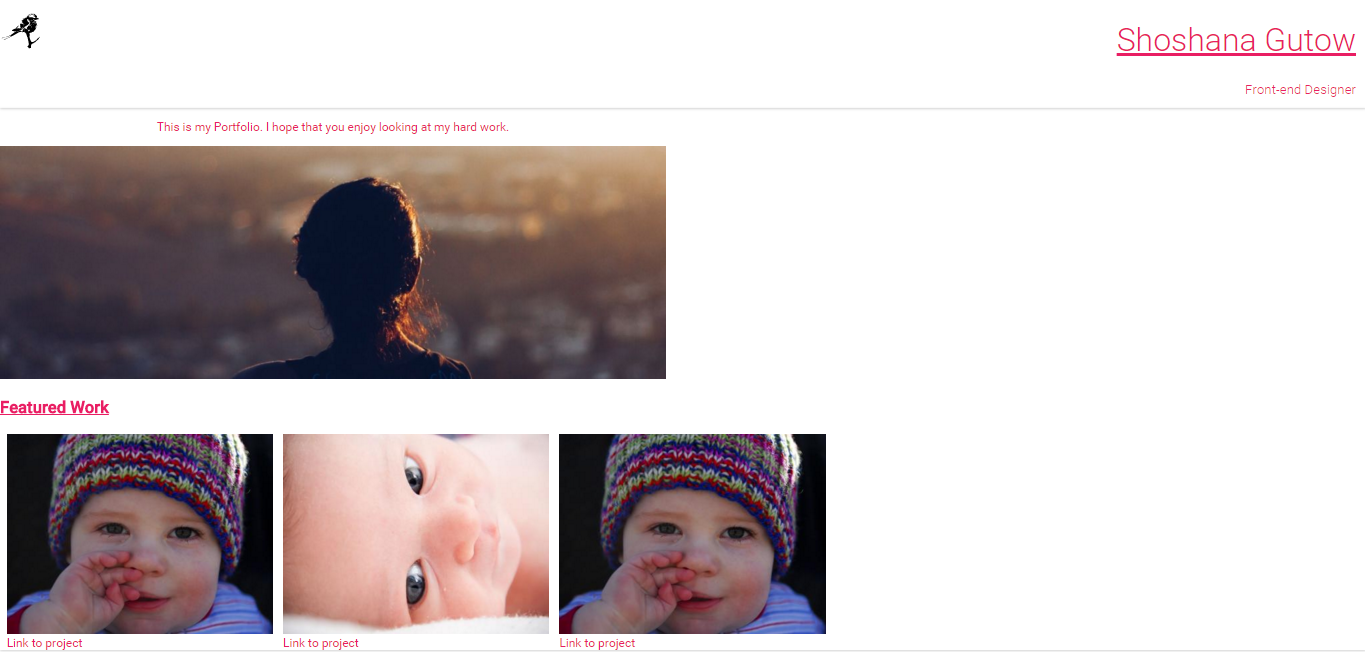 Shoshana Gutow
Front-end Designer
This is my Portfolio. I hope that you enjoy looking at my hard work.
Featured Work
Link to project
Link to project
Link to project